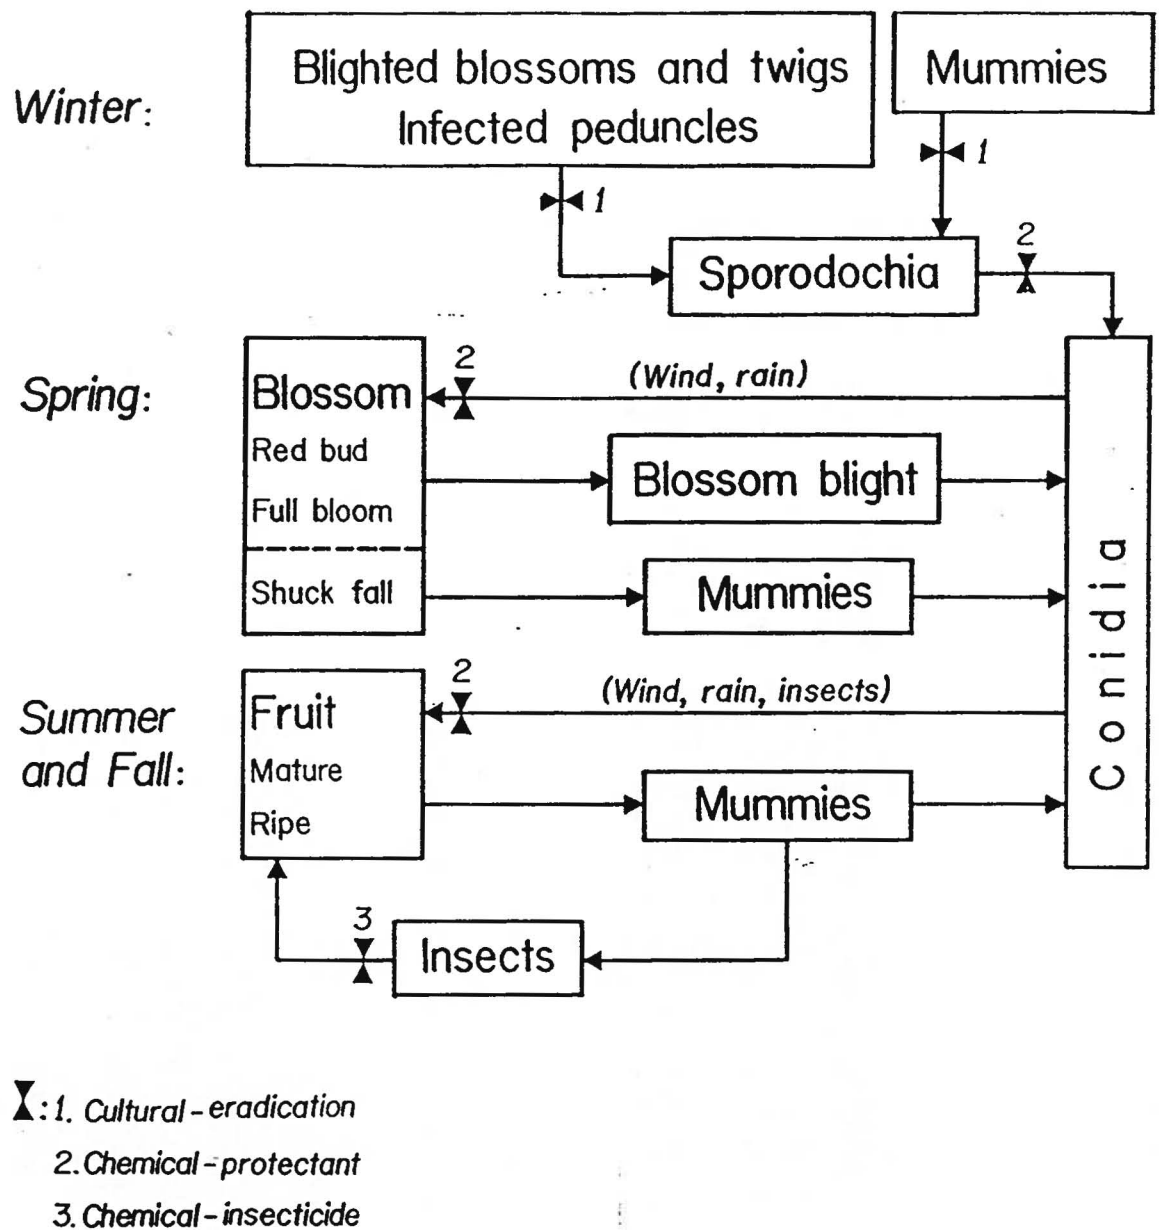 Winter:
Blighted blossoms and twigs
Infected peduncles
Mummies
1
1
Sporodochia
2
Spring:
Blossom
Red bud
Full bloom
Shuck fall
2
(Wind, rain)
Blossom blight
Mummies
Conidia
Summer
and Fall:
Fruit
Mature
Ripe
2
(Wind, rain, insects)
Mummies
3
Insects
:1. Cultural-eradication
2. Chemical-protectant
3. Chemical-insecticide